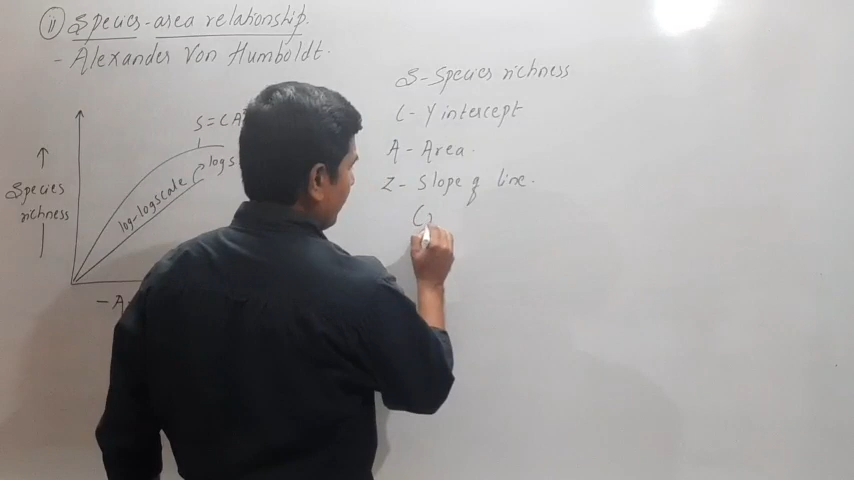 ii Species-area relationship.
- Alexander Von Humboldt.
S = CA
log S
Species
richness
log-log scale
- A
S - Species richness
C - Y intercept
A - Area.
Z - Slope of line.
(